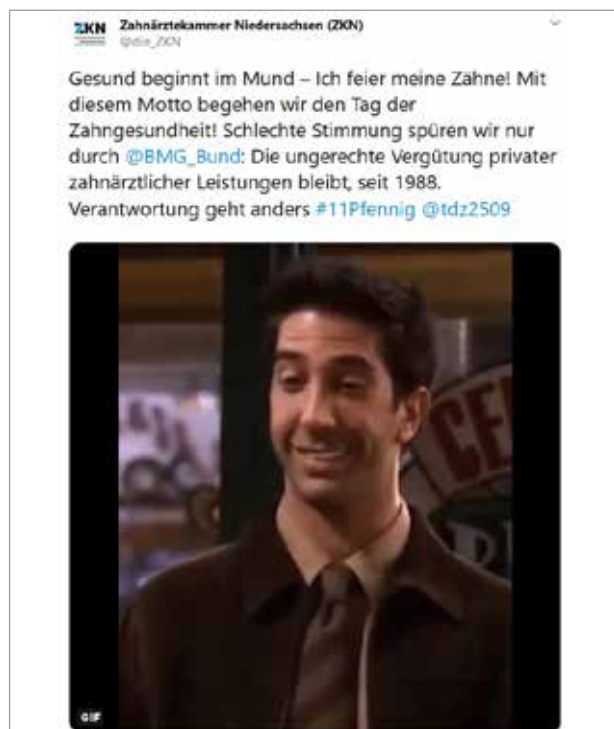 ZKN
Zahnärztekammer Niedersachsen (ZKN)
@die_ZKN
Gesund beginnt im Mund – Ich feier meine Zähne! Mit
diesem Motto begehen wir den Tag der
Zahngesundheit! Schlechte Stimmung spüren wir nur
durch @BMG_Bund: Die ungerechte Vergütung privater
zahnärztlicher Leistungen bleibt, seit 1988.
Verantwortung geht anders #11Pfennig @tdz2509
CE
P
GIF